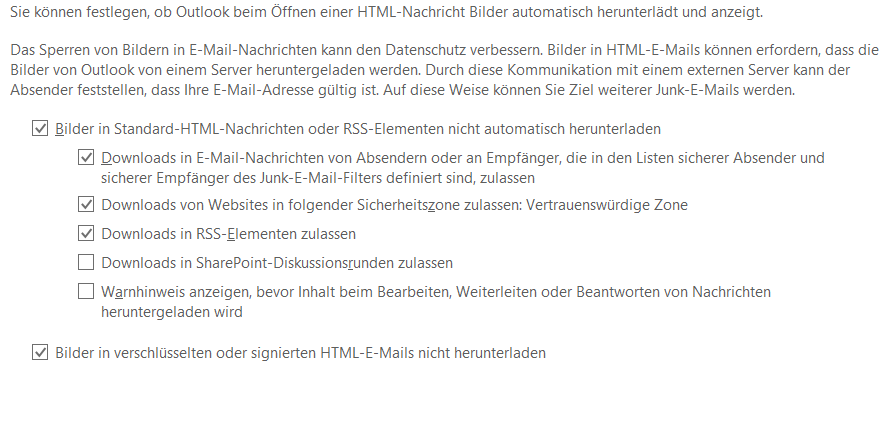 Sie können festlegen, ob Outlook beim Öffnen einer HTML-Nachricht Bilder automatisch herunterlädt und anzeigt.
Das Sperren von Bildern in E-Mail-Nachrichten kann den Datenschutz verbessern. Bilder in HTML-E-Mails können erfordern, dass die
Bilder von Outlook von einem Server heruntergeladen werden. Durch diese Kommunikation mit einem externen Server kann der
Absender feststellen, dass Ihre E-Mail-Adresse gültig ist. Auf diese Weise können Sie Ziel weiterer Junk-E-Mails werden.
Bilder in Standard-HTML-Nachrichten oder RSS-Elementen nicht automatisch herunterladen
Downloads in E-Mail-Nachrichten von Absendern oder an Empfänger, die in den Listen sicherer Absender und
sicherer Empfänger des Junk-E-Mail-Filters definiert sind, zulassen
Downloads von Websites in folgender Sicherheitszone zulassen: Vertrauenswürdige Zone
Downloads in RSS-Elementen zulassen
Downloads in SharePoint-Diskussionsrunden zulassen
Warnhinweis anzeigen, bevor Inhalt beim Bearbeiten, Weiterleiten oder Beantworten von Nachrichten
heruntergeladen wird
Bilder in verschlüsselten oder signierten HTML-E-Mails nicht herunterladen